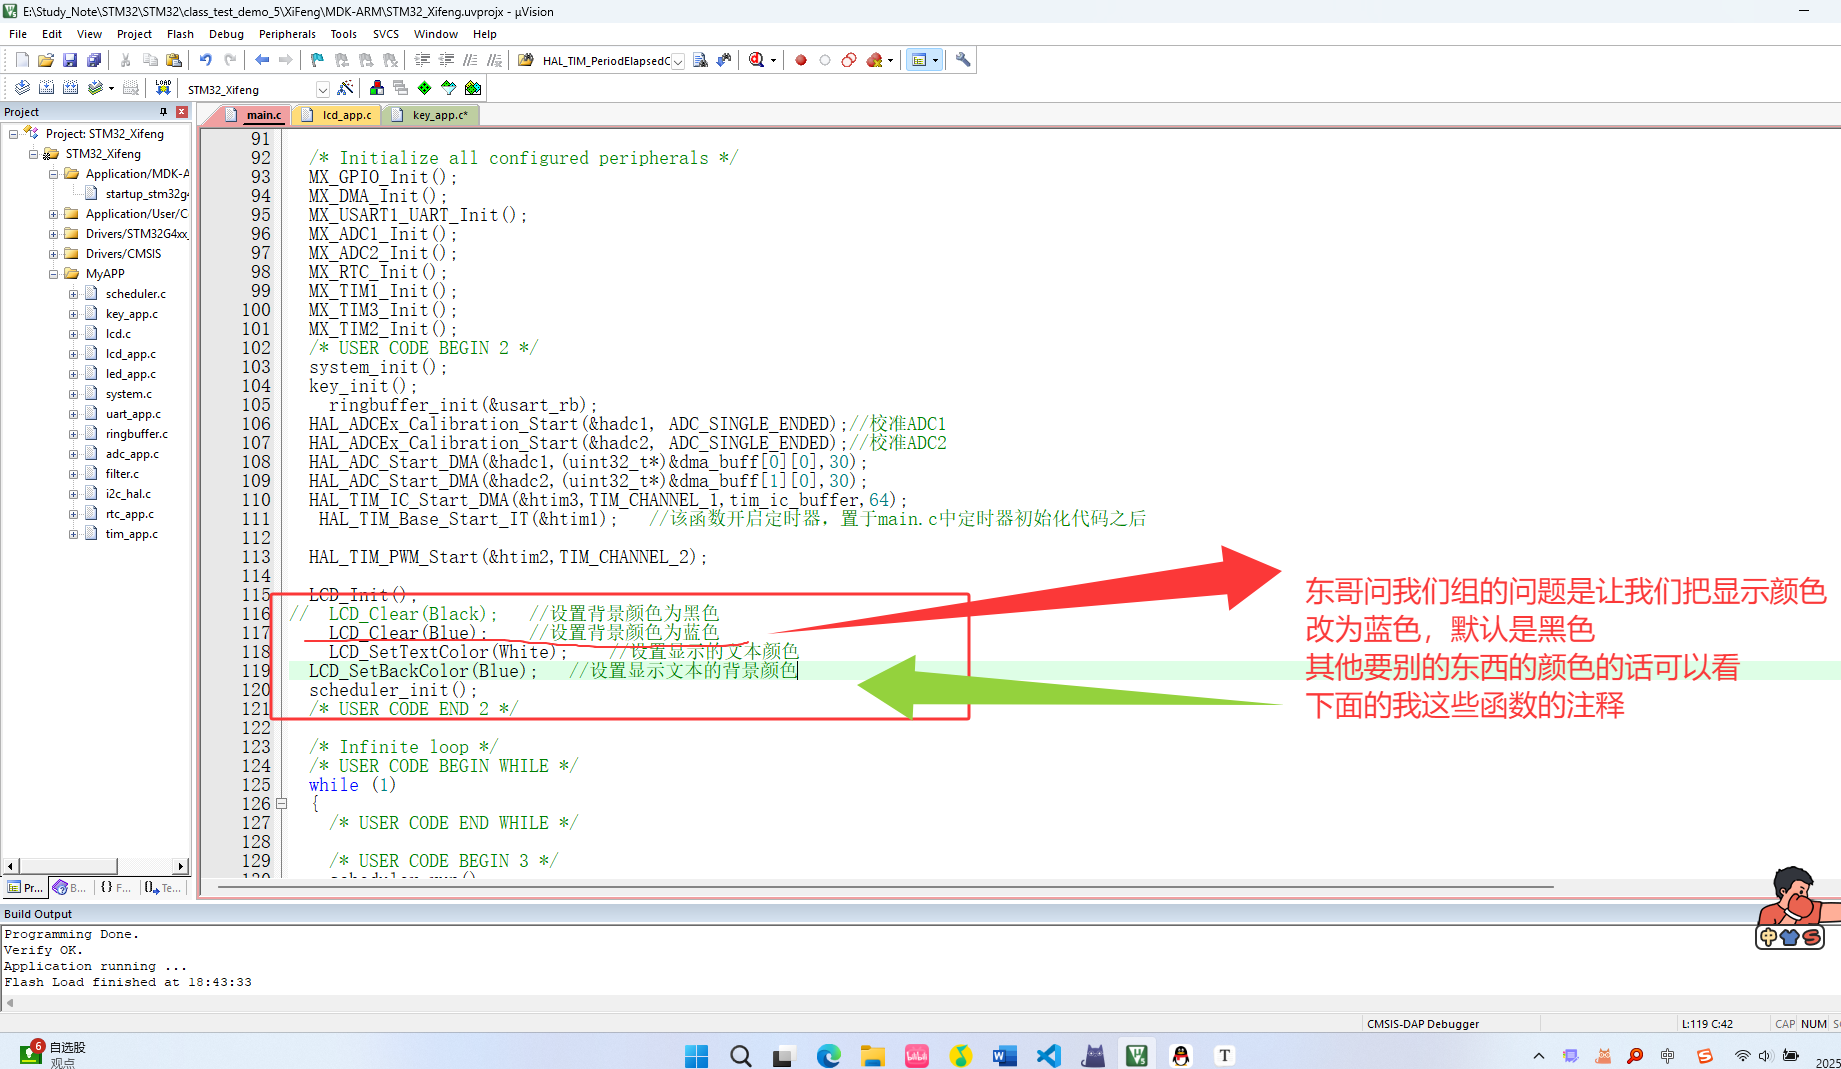 E:\Study_Note\STM32\STM32\class_test_demo_5\XiFeng\MDK-ARM\STM32_Xifeng.uvprojx - µVision
File Edit View Project Flash Debug Peripherals Tools SVCS Window Help
HAL_TIM_PeriodElapsedC
LOAD
STM32_Xifeng
Project
main.c lcd_app.c key_app.c*
Project: STM32_Xifeng
STM32_Xifeng
Application/MDK-A
startup_stm32g4
Application/User/C
Drivers/STM32G4xx_
Drivers/CMSIS
MyAPP
scheduler.c
key_app.c
lcd.c
lcd_app.c
led_app.c
system.c
uart_app.c
ringbuffer.c
adc_app.c
filter.c
i2c_hal.c
rtc_app.c
tim_app.c
Pr... B... {} F... Te...
91
92 /* Initialize all configured peripherals */
93 MX_GPIO_Init();
94 MX_DMA_Init();
95 MX_USART1_UART_Init();
96 MX_ADC1_Init();
97 MX_ADC2_Init();
98 MX_RTC_Init();
99 MX_TIM1_Init();
100 MX_TIM3_Init();
101 MX_TIM2_Init();
102 /* USER CODE BEGIN 2 */
103 system_init();
104 key_init();
105 ringbuffer_init(&usart_rb);
106 HAL_ADCEx_Calibration_Start(&hadc1, ADC_SINGLE_ENDED);//校准ADC1
107 HAL_ADCEx_Calibration_Start(&hadc2, ADC_SINGLE_ENDED);//校准ADC2
108 HAL_ADC_Start_DMA(&hadc1,(uint32_t*)&dma_buff[0][0],30);
109 HAL_ADC_Start_DMA(&hadc2,(uint32_t*)&dma_buff[1][0],30);
110 HAL_TIM_IC_Start_DMA(&htim3,TIM_CHANNEL_1,tim_ic_buffer,64);
111 HAL_TIM_Base_Start_IT(&htim1); //该函数开启定时器，置于main.c中定时器初始化代码之后
112
113 HAL_TIM_PWM_Start(&htim2,TIM_CHANNEL_2);
114
115 LCD_Init();
116 // LCD_Clear(Black); //设置背景颜色为黑色
117 LCD_Clear(Blue); //设置背景颜色为蓝色
118 LCD_SetTextColor(White); //设置显示的文本颜色
119 LCD_SetBackColor(Blue); //设置显示文本的背景颜色
120 scheduler_init();
121 /* USER CODE END 2 */
122
123 /* Infinite loop */
124 /* USER CODE BEGIN WHILE */
125 while (1)
126 {
127 /* USER CODE END WHILE */
128
129 /* USER CODE BEGIN 3 */
东哥问我们组的问题是让我们把显示颜色
改为蓝色，默认是黑色
其他要别的东西的颜色的话可以看
下面的我这些函数的注释
Build Output
Programming Done.
Verify OK.
Application running ...
Flash Load finished at 18:43:33
CMSIS-DAP Debugger L:119 C:42 CAP NUM
中
6 自选股
观点
T 中 2025